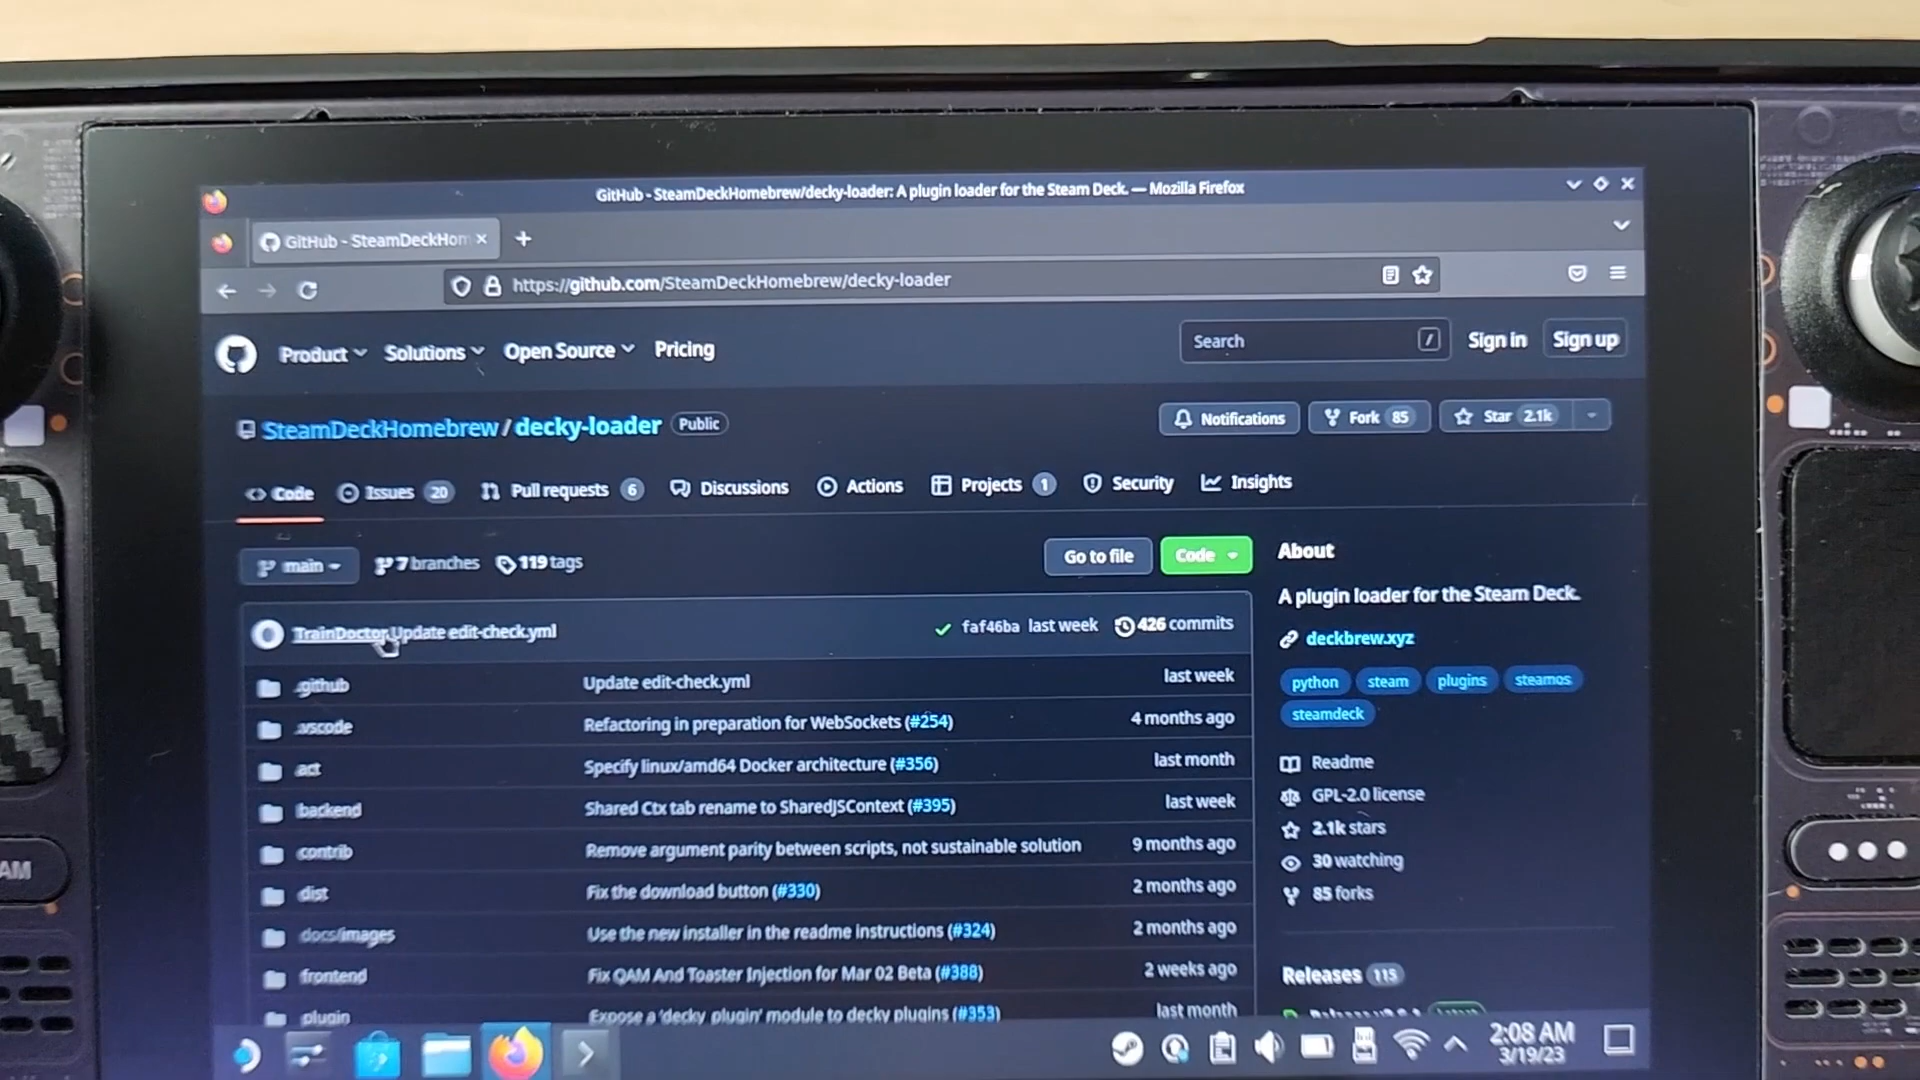 GitHub - SteamDeckHomebrew/decky-loader: A plugin loader for the Steam Deck. — Mozilla Firefox
GitHub - SteamDeckHom
https://github.com/SteamDeckHomebrew/decky-loader
Product Solutions Open Source Pricing Search / Sign in Sign up
SteamDeckHomebrew / decky-loader Public Notifications Fork 85 Star 2.1k
Code Issues 20 Pull requests 6 Discussions Actions Projects 1 Security Insights
main 7 branches 119 tags Go to file Code
TrainDoctor Update edit-check.yml faf46ba last week 426 commits
.github Update edit-check.yml last week
.vscode Refactoring in preparation for WebSockets (#254) 4 months ago
act Specify linux/amd64 Docker architecture (#356) last month
backend Shared Ctx tab rename to SharedJSContext (#395) last week
contrib Remove argument parity between scripts, not sustainable solution 9 months ago
dist Fix the download button (#330) 2 months ago
docs/images Use the new installer in the readme instructions (#324) 2 months ago
frontend Fix QAM And Toaster Injection for Mar 02 Beta (#388) 2 weeks ago
plugin Expose a 'decky_plugin' module to decky plugins (#353) last month
About
A plugin loader for the Steam Deck.
deckbrew.xyz
python steam plugins steamos
steamdeck
Readme
GPL-2.0 license
2.1k stars
30 watching
85 forks
Releases 115
2:08 AM
3/19/23
AM